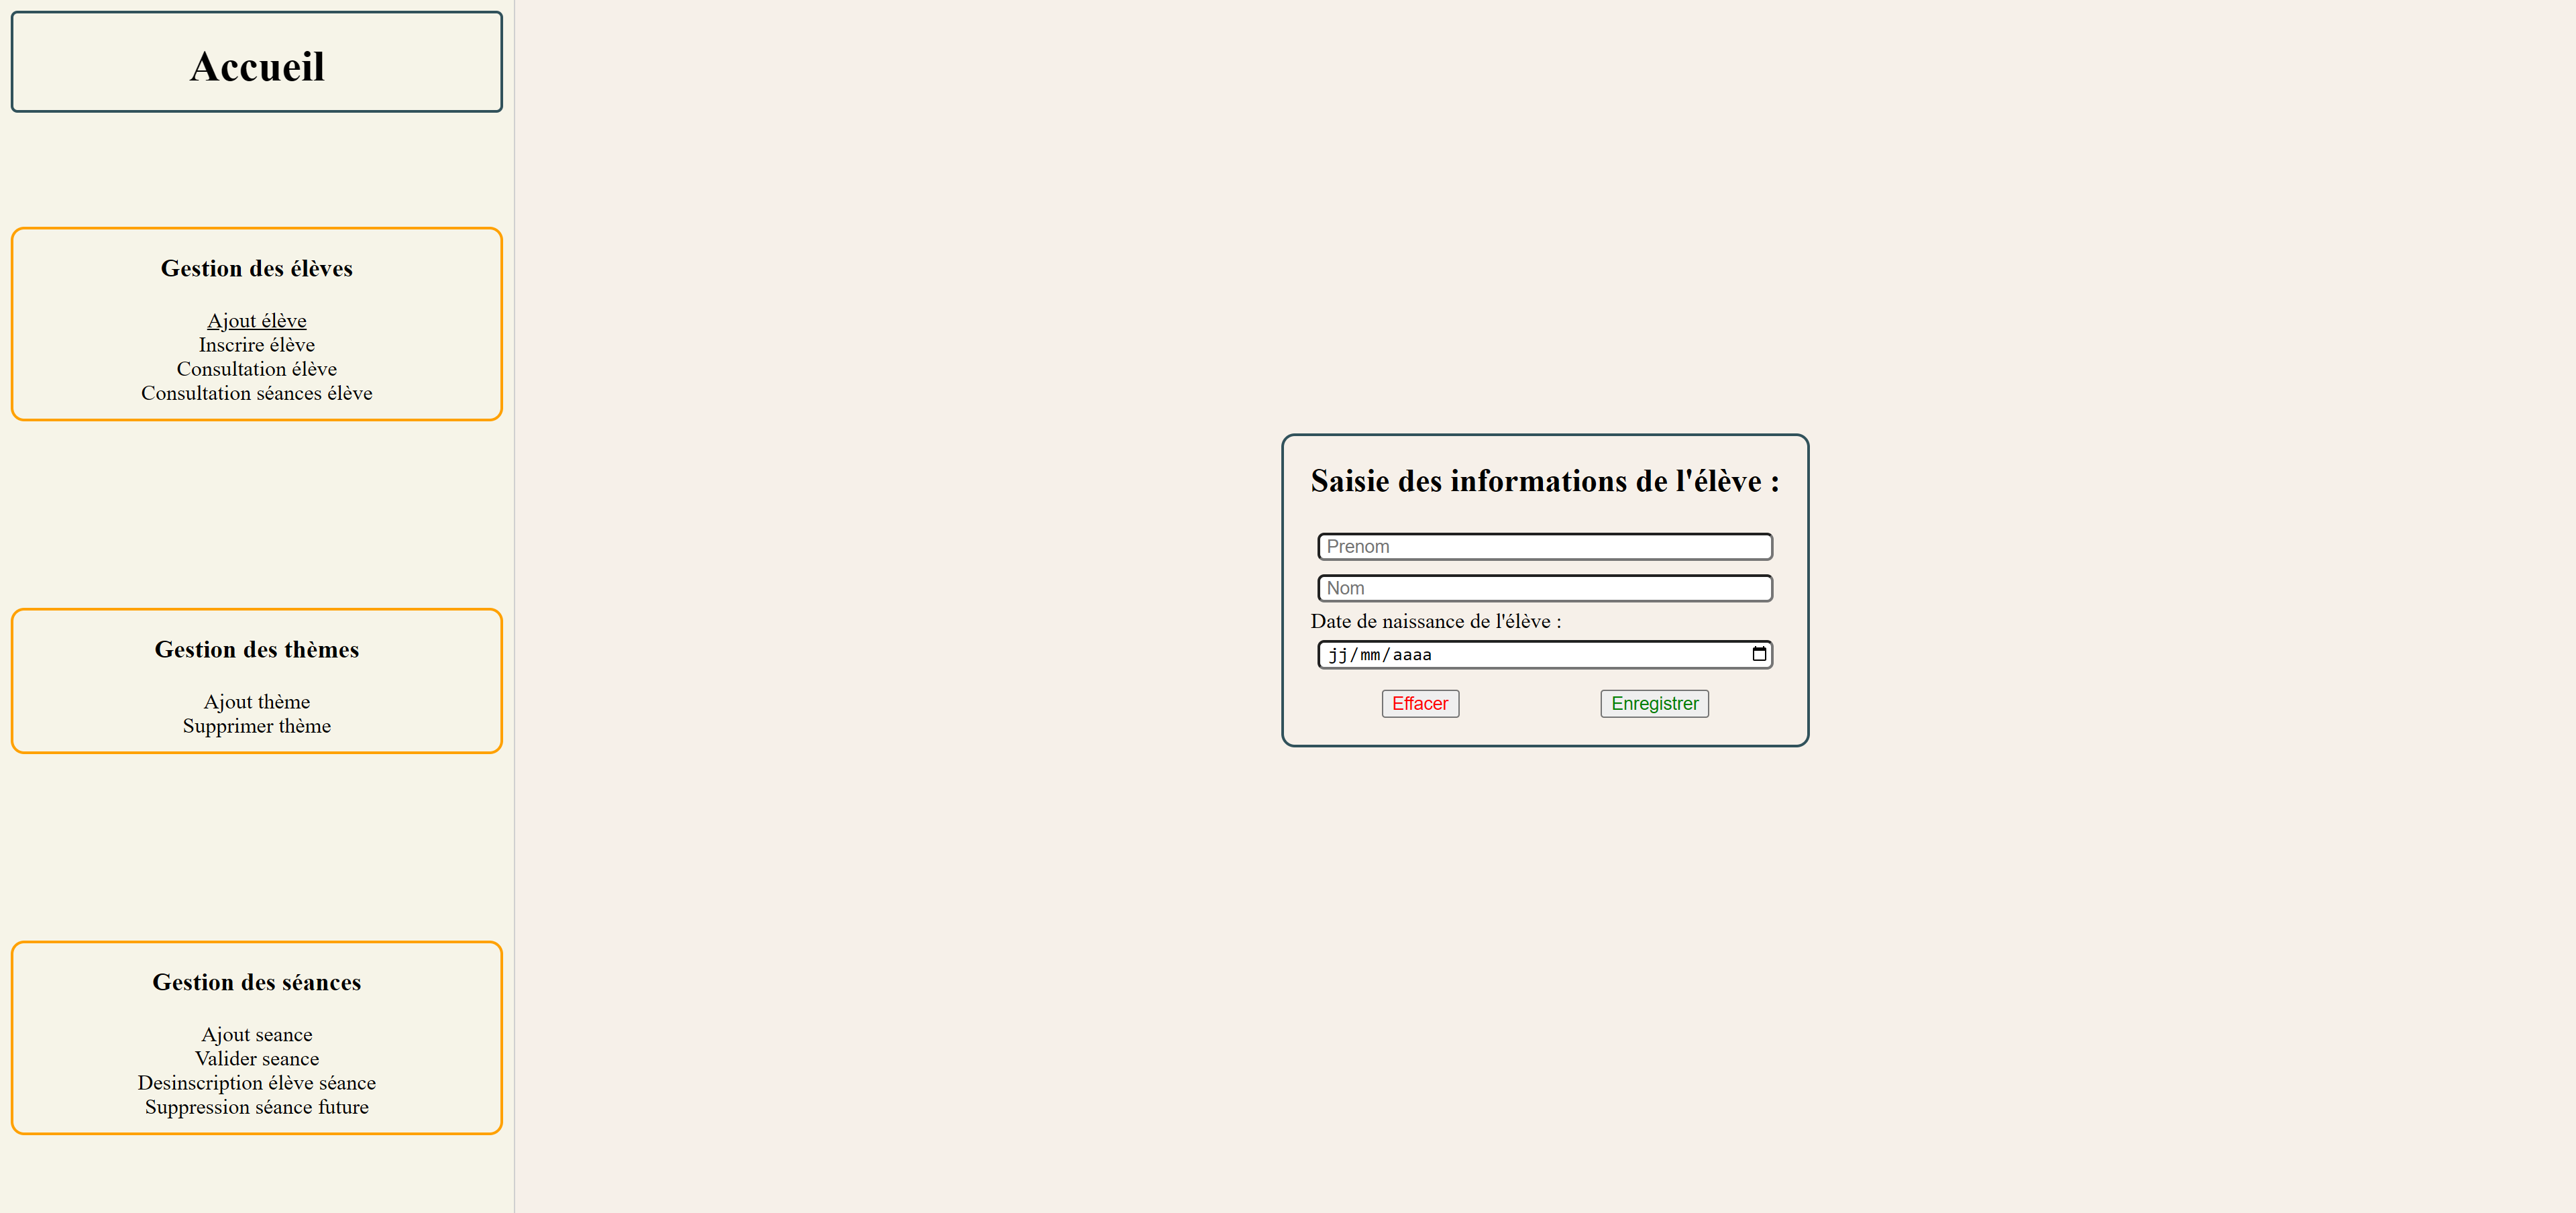 Accueil
Gestion des élèves
Ajout élève
Inscrire élève
Consultation élève
Consultation séances élève
Gestion des thèmes
Ajout thème
Supprimer thème
Gestion des séances
Ajout seance
Valider seance
Desinscription élève séance
Suppression séance future
Saisie des informations de l'élève :
Prenom
Nom
Date de naissance de l'élève :
jj/mm/aaaa
Effacer Enregistrer